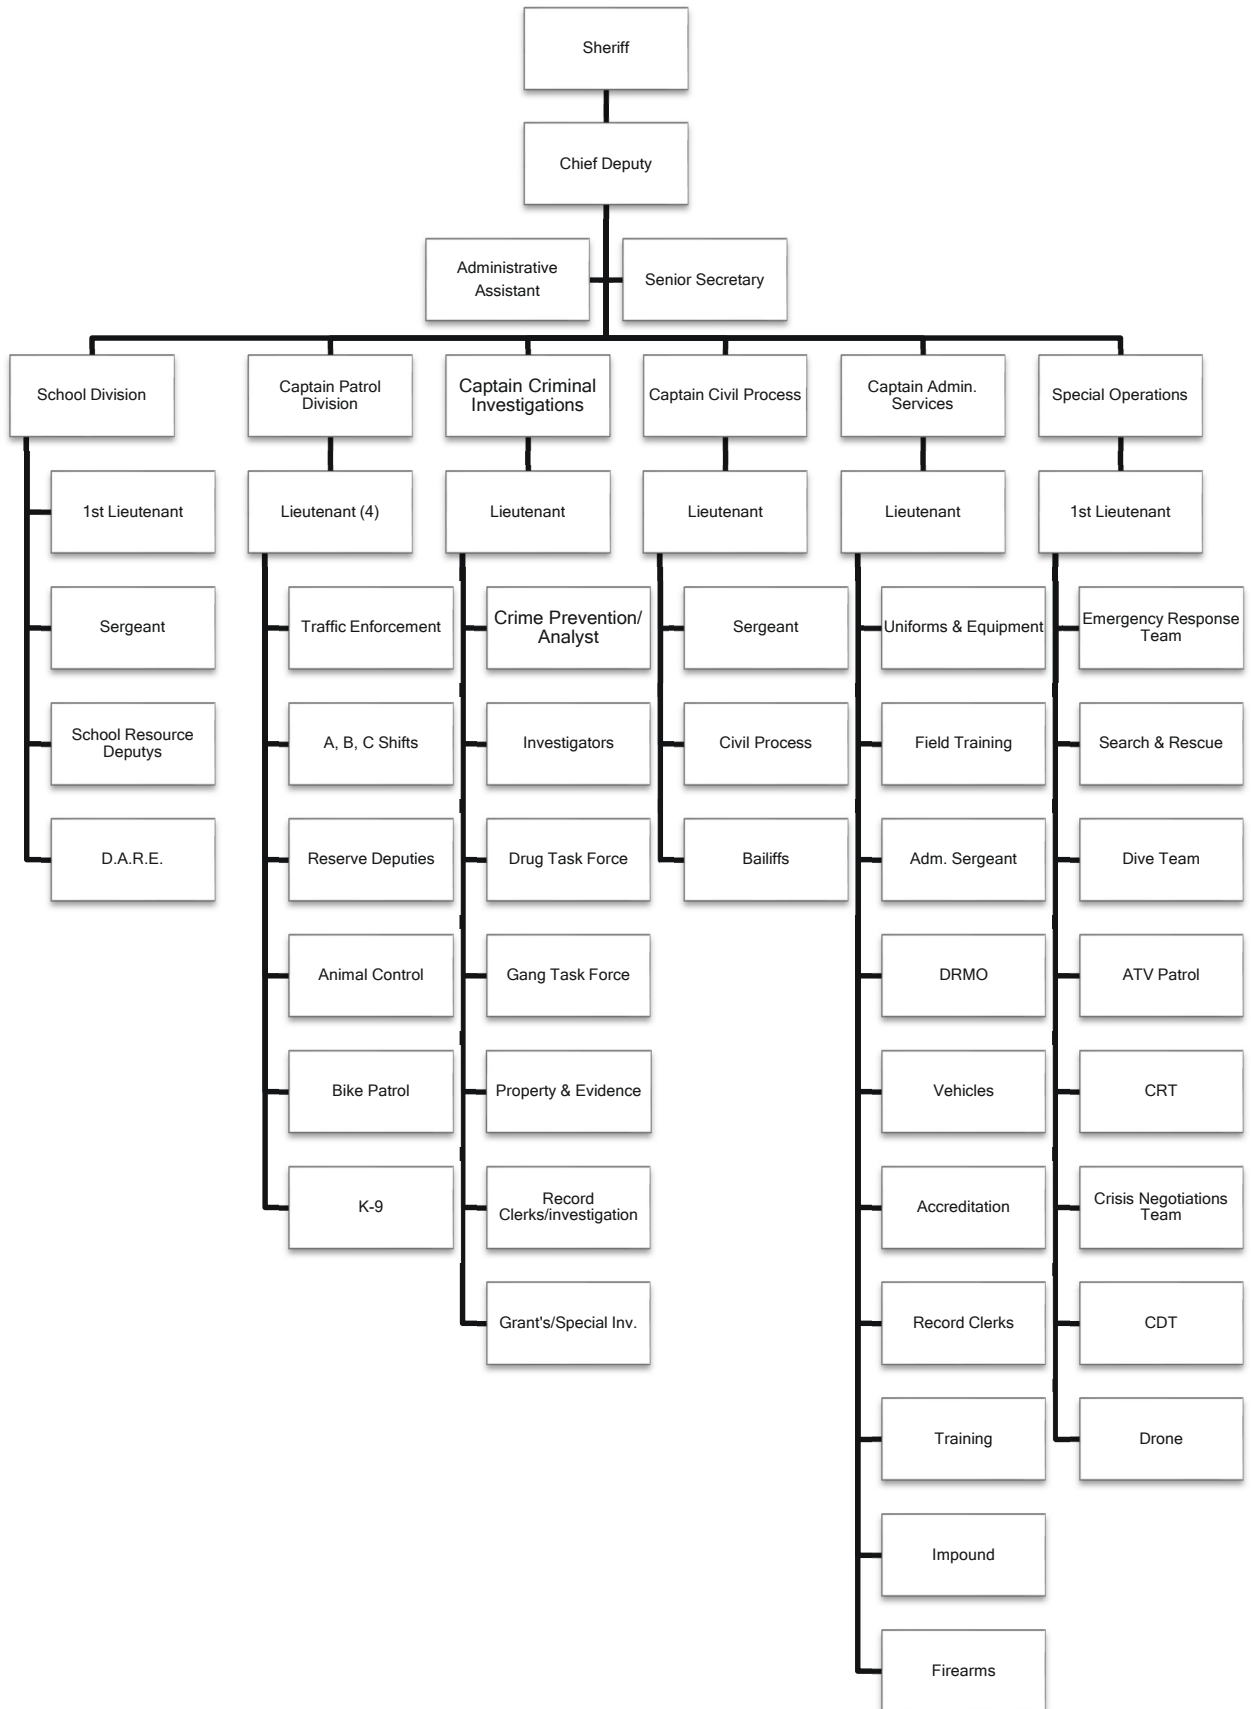 Sheriff
Chief Deputy
Administrative
Assistant
Senior Secretary
School Division
Captain Patrol
Division
Captain Criminal
Investigations
Captain Civil Process
Captain Admin.
Services
Special Operations
1st Lieutenant
Lieutenant (4)
Lieutenant
Lieutenant
Lieutenant
1st Lieutenant
Sergeant
Traffic Enforcement
Crime Prevention/
Analyst
Sergeant
Uniforms & Equipment
Emergency Response
Team
School Resource
Deputys
A, B, C Shifts
Investigators
Civil Process
Field Training
Search & Rescue
D.A.R.E.
Reserve Deputies
Drug Task Force
Bailiffs
Adm. Sergeant
Dive Team
Animal Control
Gang Task Force
DRMO
ATV Patrol
Bike Patrol
Property & Evidence
Vehicles
CRT
K-9
Record
Clerks/investigation
Accreditation
Crisis Negotiations
Team
Grant's/Special Inv.
Record Clerks
CDT
Training
Drone
Impound
Firearms